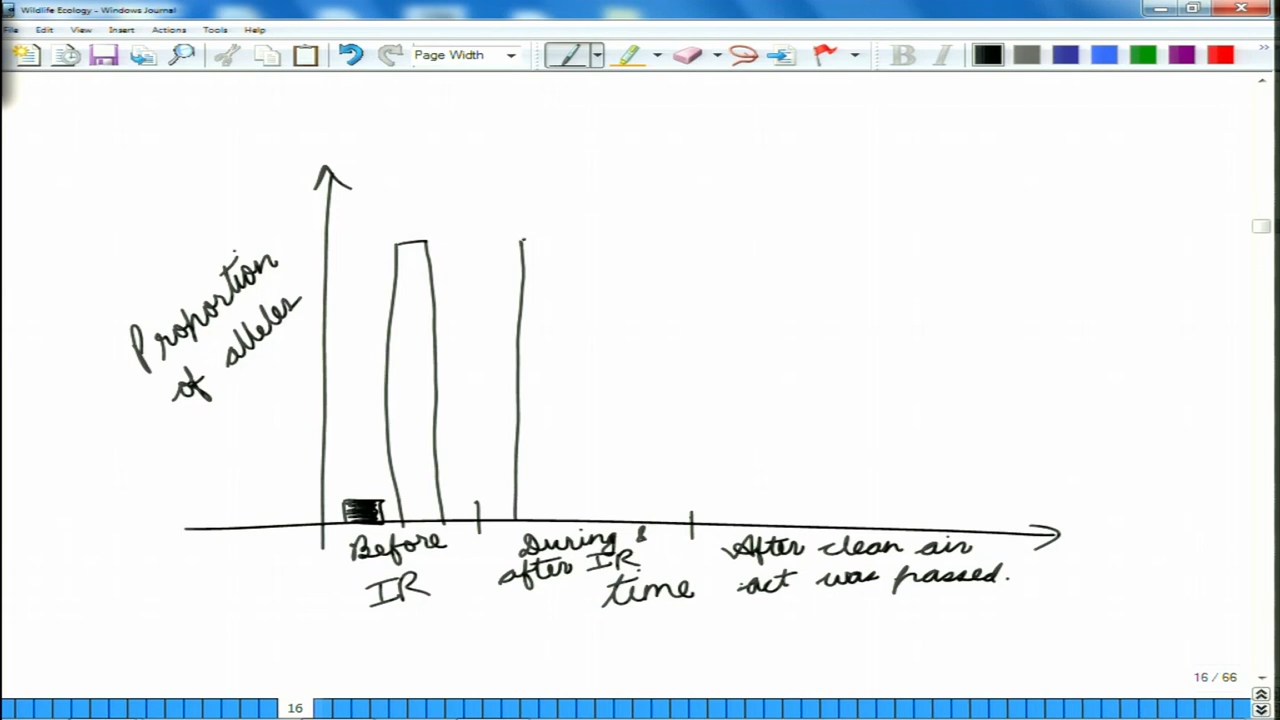 Wildlife Ecology - Windows Journal
File Edit View Insert Actions Tools Help
Page Width
B I
Proportion
of alleles
Before
IR
During &
after IR
time
After clean air
act was passed.
16 / 66
16